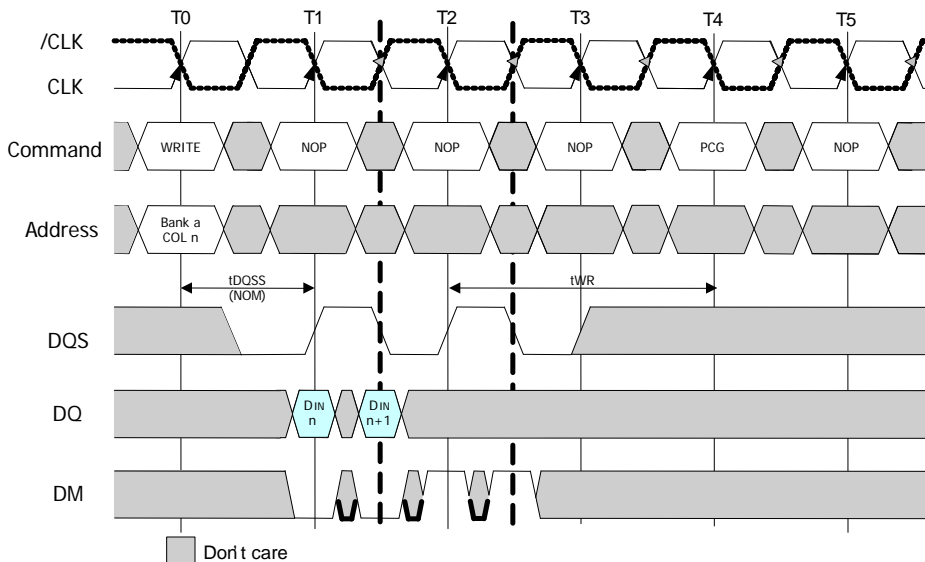 T0 T1 T2 T3 T4 T5
/CLK
CLK
Command WRITE NOP NOP NOP PCG NOP
Address Bank a
COL n
tDQSS
(NOM)
tWR
DQS
DQ DIN
n
DIN
n+1
DM
Don't care